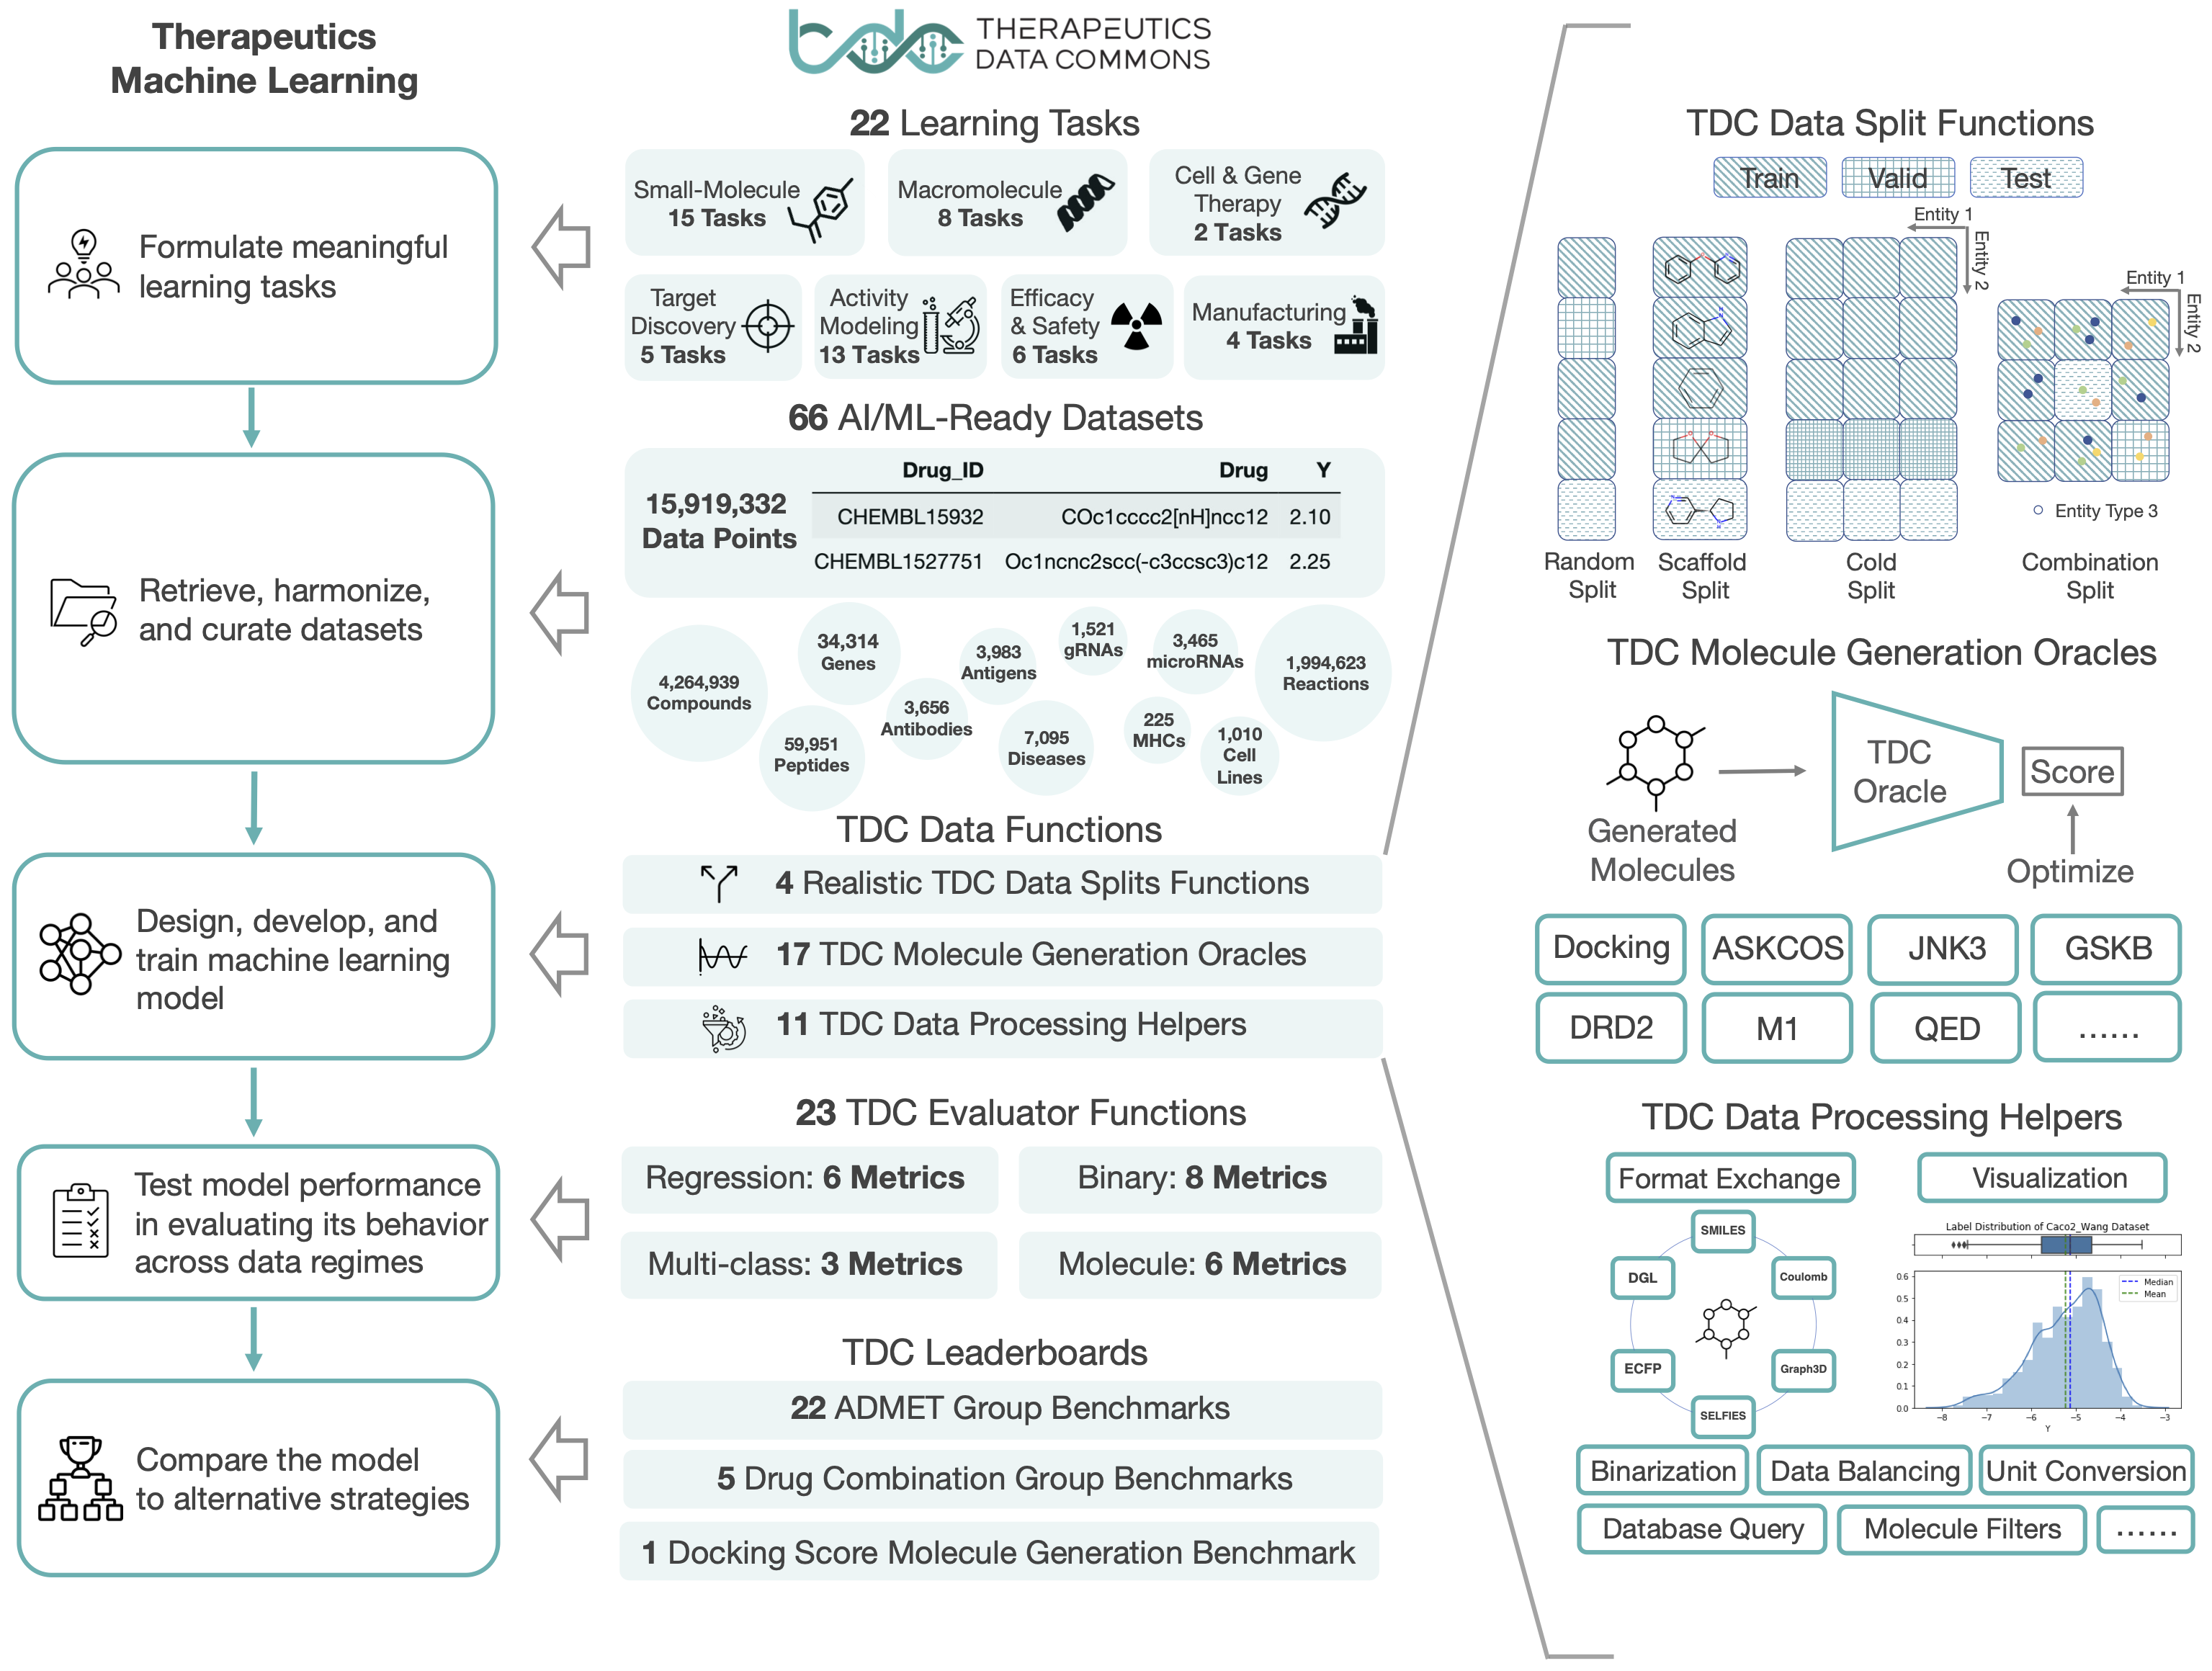 Therapeutics
Machine Learning
Formulate meaningful
learning tasks
Retrieve, harmonize,
and curate datasets
Design, develop, and
train machine learning
model
Test model performance
in evaluating its behavior
across data regimes
Compare the model
to alternative strategies
tdc
THERAPEUTICS
DATA COMMONS
22 Learning Tasks
Small-Molecule
15 Tasks
Macromolecule
8 Tasks
Cell & Gene
Therapy
2 Tasks
Target
Discovery
5 Tasks
Activity
Modeling
13 Tasks
Efficacy
& Safety
6 Tasks
Manufacturing
4 Tasks
66 AI/ML-Ready Datasets
15,919,332
Data Points
Drug_ID Drug Y
CHEMBL15932 COc1cccc2[nH]ncc12 2.10
CHEMBL1527751 Oc1ncnc2scc(-c3ccsc3)c12 2.25
4,264,939
Compounds
34,314
Genes
59,951
Peptides
3,656
Antibodies
3,983
Antigens
7,095
Diseases
1,521
gRNAs
225
MHCs
3,465
microRNAs
1,010
Cell
Lines
1,994,623
Reactions
TDC Data Functions
4 Realistic TDC Data Splits Functions
17 TDC Molecule Generation Oracles
11 TDC Data Processing Helpers
23 TDC Evaluator Functions
Regression: 6 Metrics
Binary: 8 Metrics
Multi-class: 3 Metrics
Molecule: 6 Metrics
TDC Leaderboards
22 ADMET Group Benchmarks
5 Drug Combination Group Benchmarks
1 Docking Score Molecule Generation Benchmark
TDC Data Split Functions
Train
Valid
Test
Entity 1
Entity 2
Entity 1
Entity 2
Entity Type 3
Random
Split
Scaffold
Split
Cold
Split
Combination
Split
TDC Molecule Generation Oracles
Generated
Molecules
TDC
Oracle
Score
Optimize
Docking
ASKCOS
JNK3
GSKB
DRD2
M1
QED
......
TDC Data Processing Helpers
Format Exchange
Visualization
SMILES
DGL
Coulomb
ECFP
Graph3D
SELFIES
Label Distribution of Caco2_Wang Dataset
Median
Mean
0.6
0.5
0.4
0.3
0.2
0.1
0.0
−8 −7 −6 −5 −4 −3
Y
Binarization
Data Balancing
Unit Conversion
Database Query
Molecule Filters
......